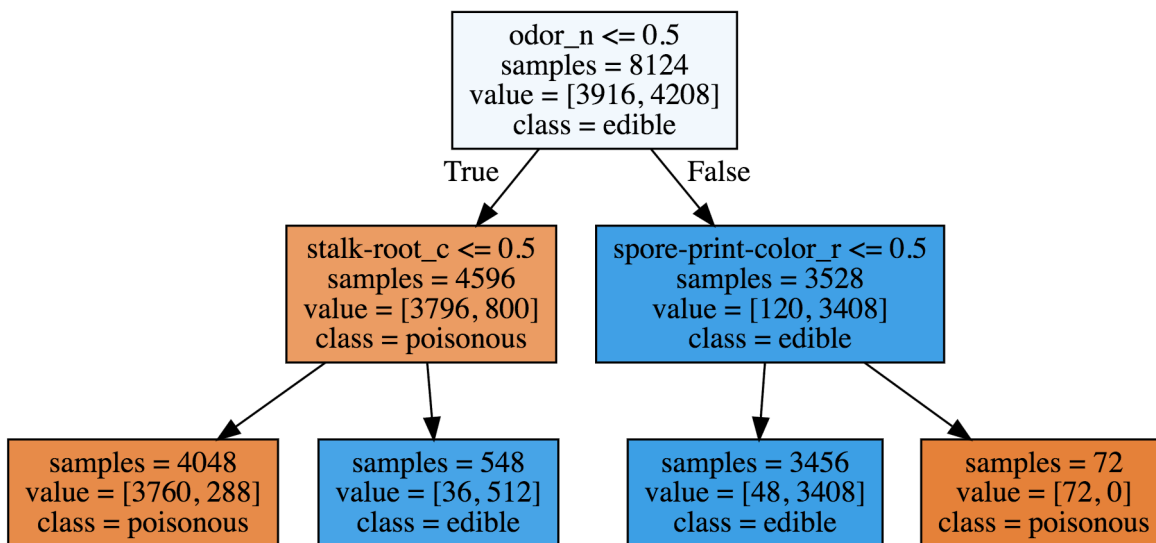 odor_n <= 0.5
samples = 8124
value = [3916, 4208]
class = edible
True
False
stalk-root_c <= 0.5
samples = 4596
value = [3796, 800]
class = poisonous
spore-print-color_r <= 0.5
samples = 3528
value = [120, 3408]
class = edible
samples = 4048
value = [3760, 288]
class = poisonous
samples = 548
value = [36, 512]
class = edible
samples = 3456
value = [48, 3408]
class = edible
samples = 72
value = [72, 0]
class = poisonous